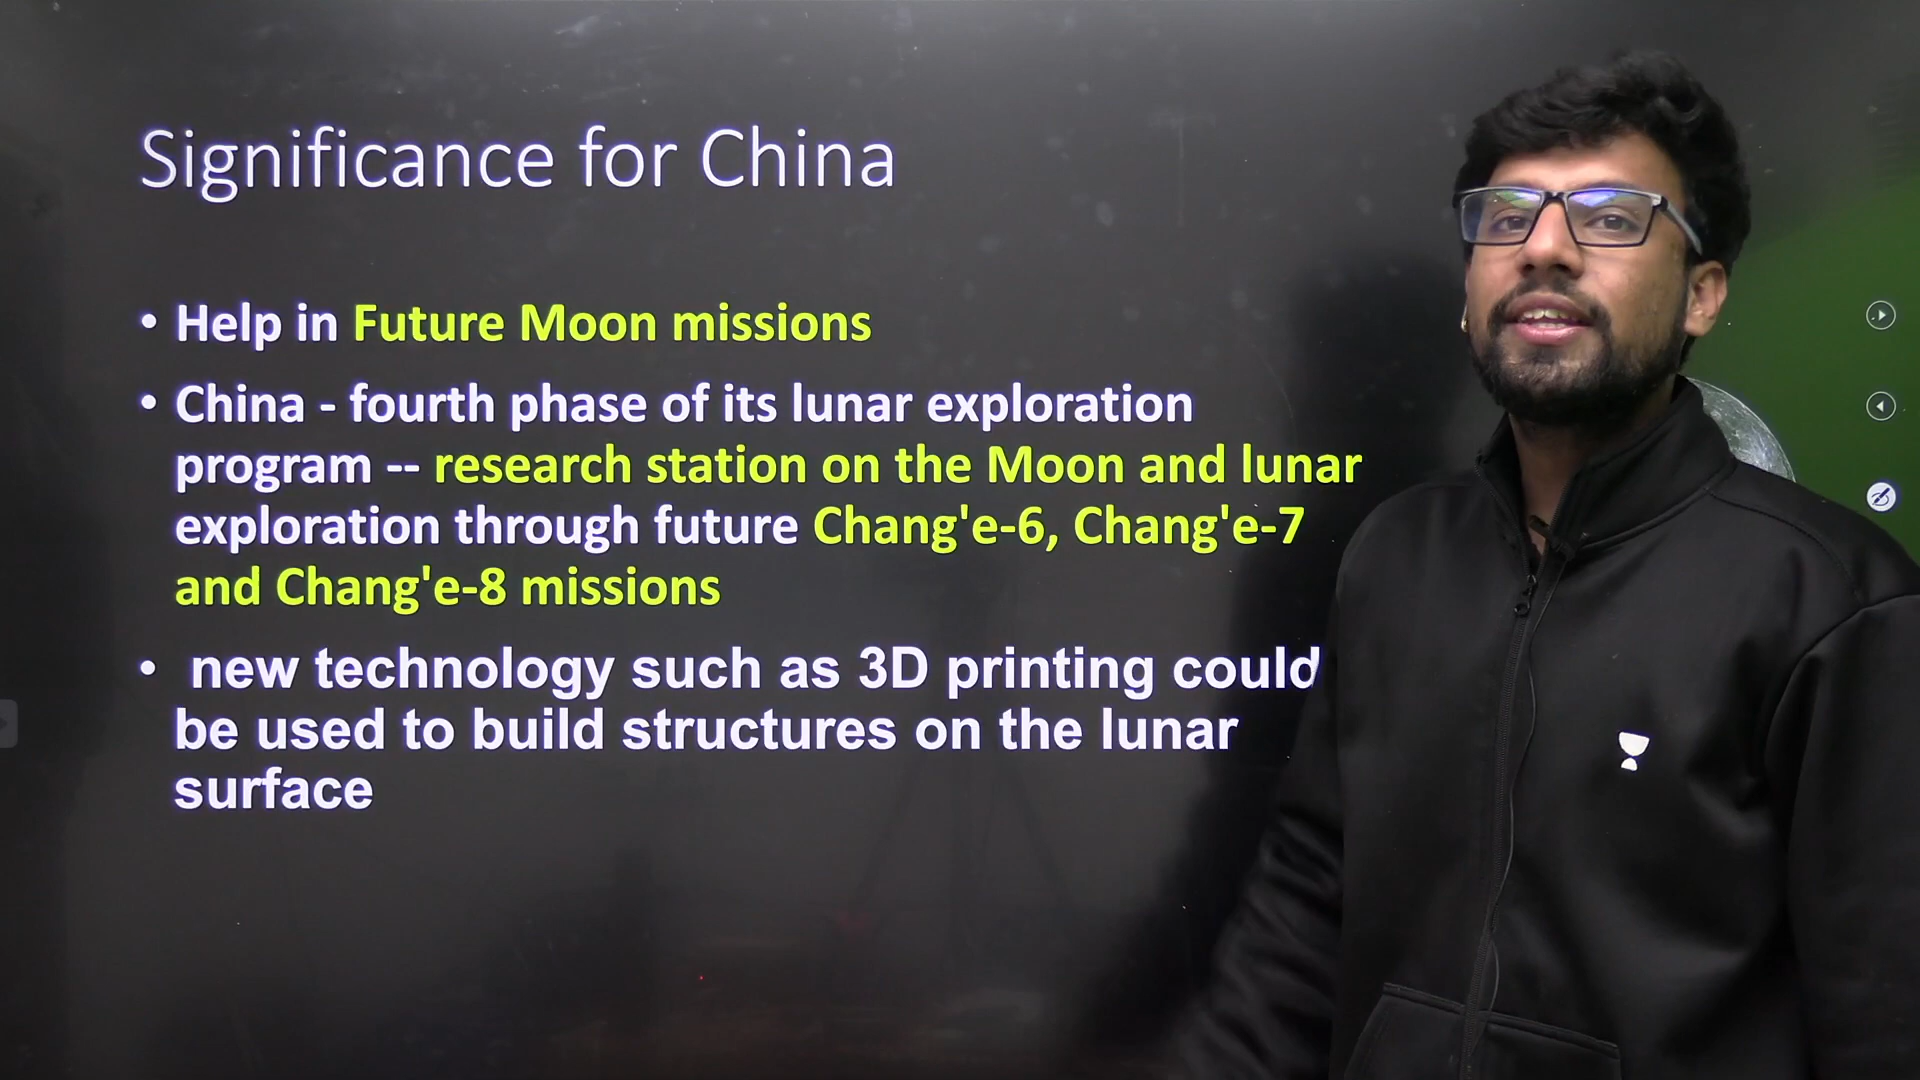 Significance for China
• Help in Future Moon missions
• China - fourth phase of its lunar exploration
program -- research station on the Moon and lunar
exploration through future Chang'e-6, Chang'e-7
and Chang'e-8 missions
• new technology such as 3D printing could
be used to build structures on the lunar
surface